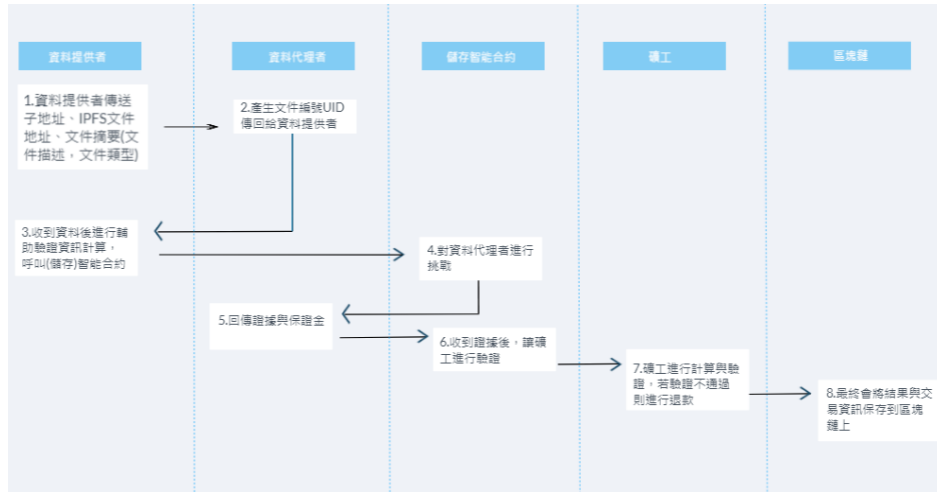 資料提供者
資料代理者
儲存智能合約
礦工
區塊鏈
1.資料提供者傳送
子地址、IPFS文件
地址、文件摘要(文
件描述，文件類型)
2.產生文件編號UID
傳回給資料提供者
3.收到資料後進行輔
助驗證資訊計算，
呼叫(儲存)智能合約
4.對資料代理者進行
挑戰
5.回傳證據與保證金
6.收到證據後，讓礦
工進行驗證
7.礦工進行計算與驗
證，若驗證不通過
則進行退款
8.最終會將結果與交
易資訊保存到區塊
鏈上